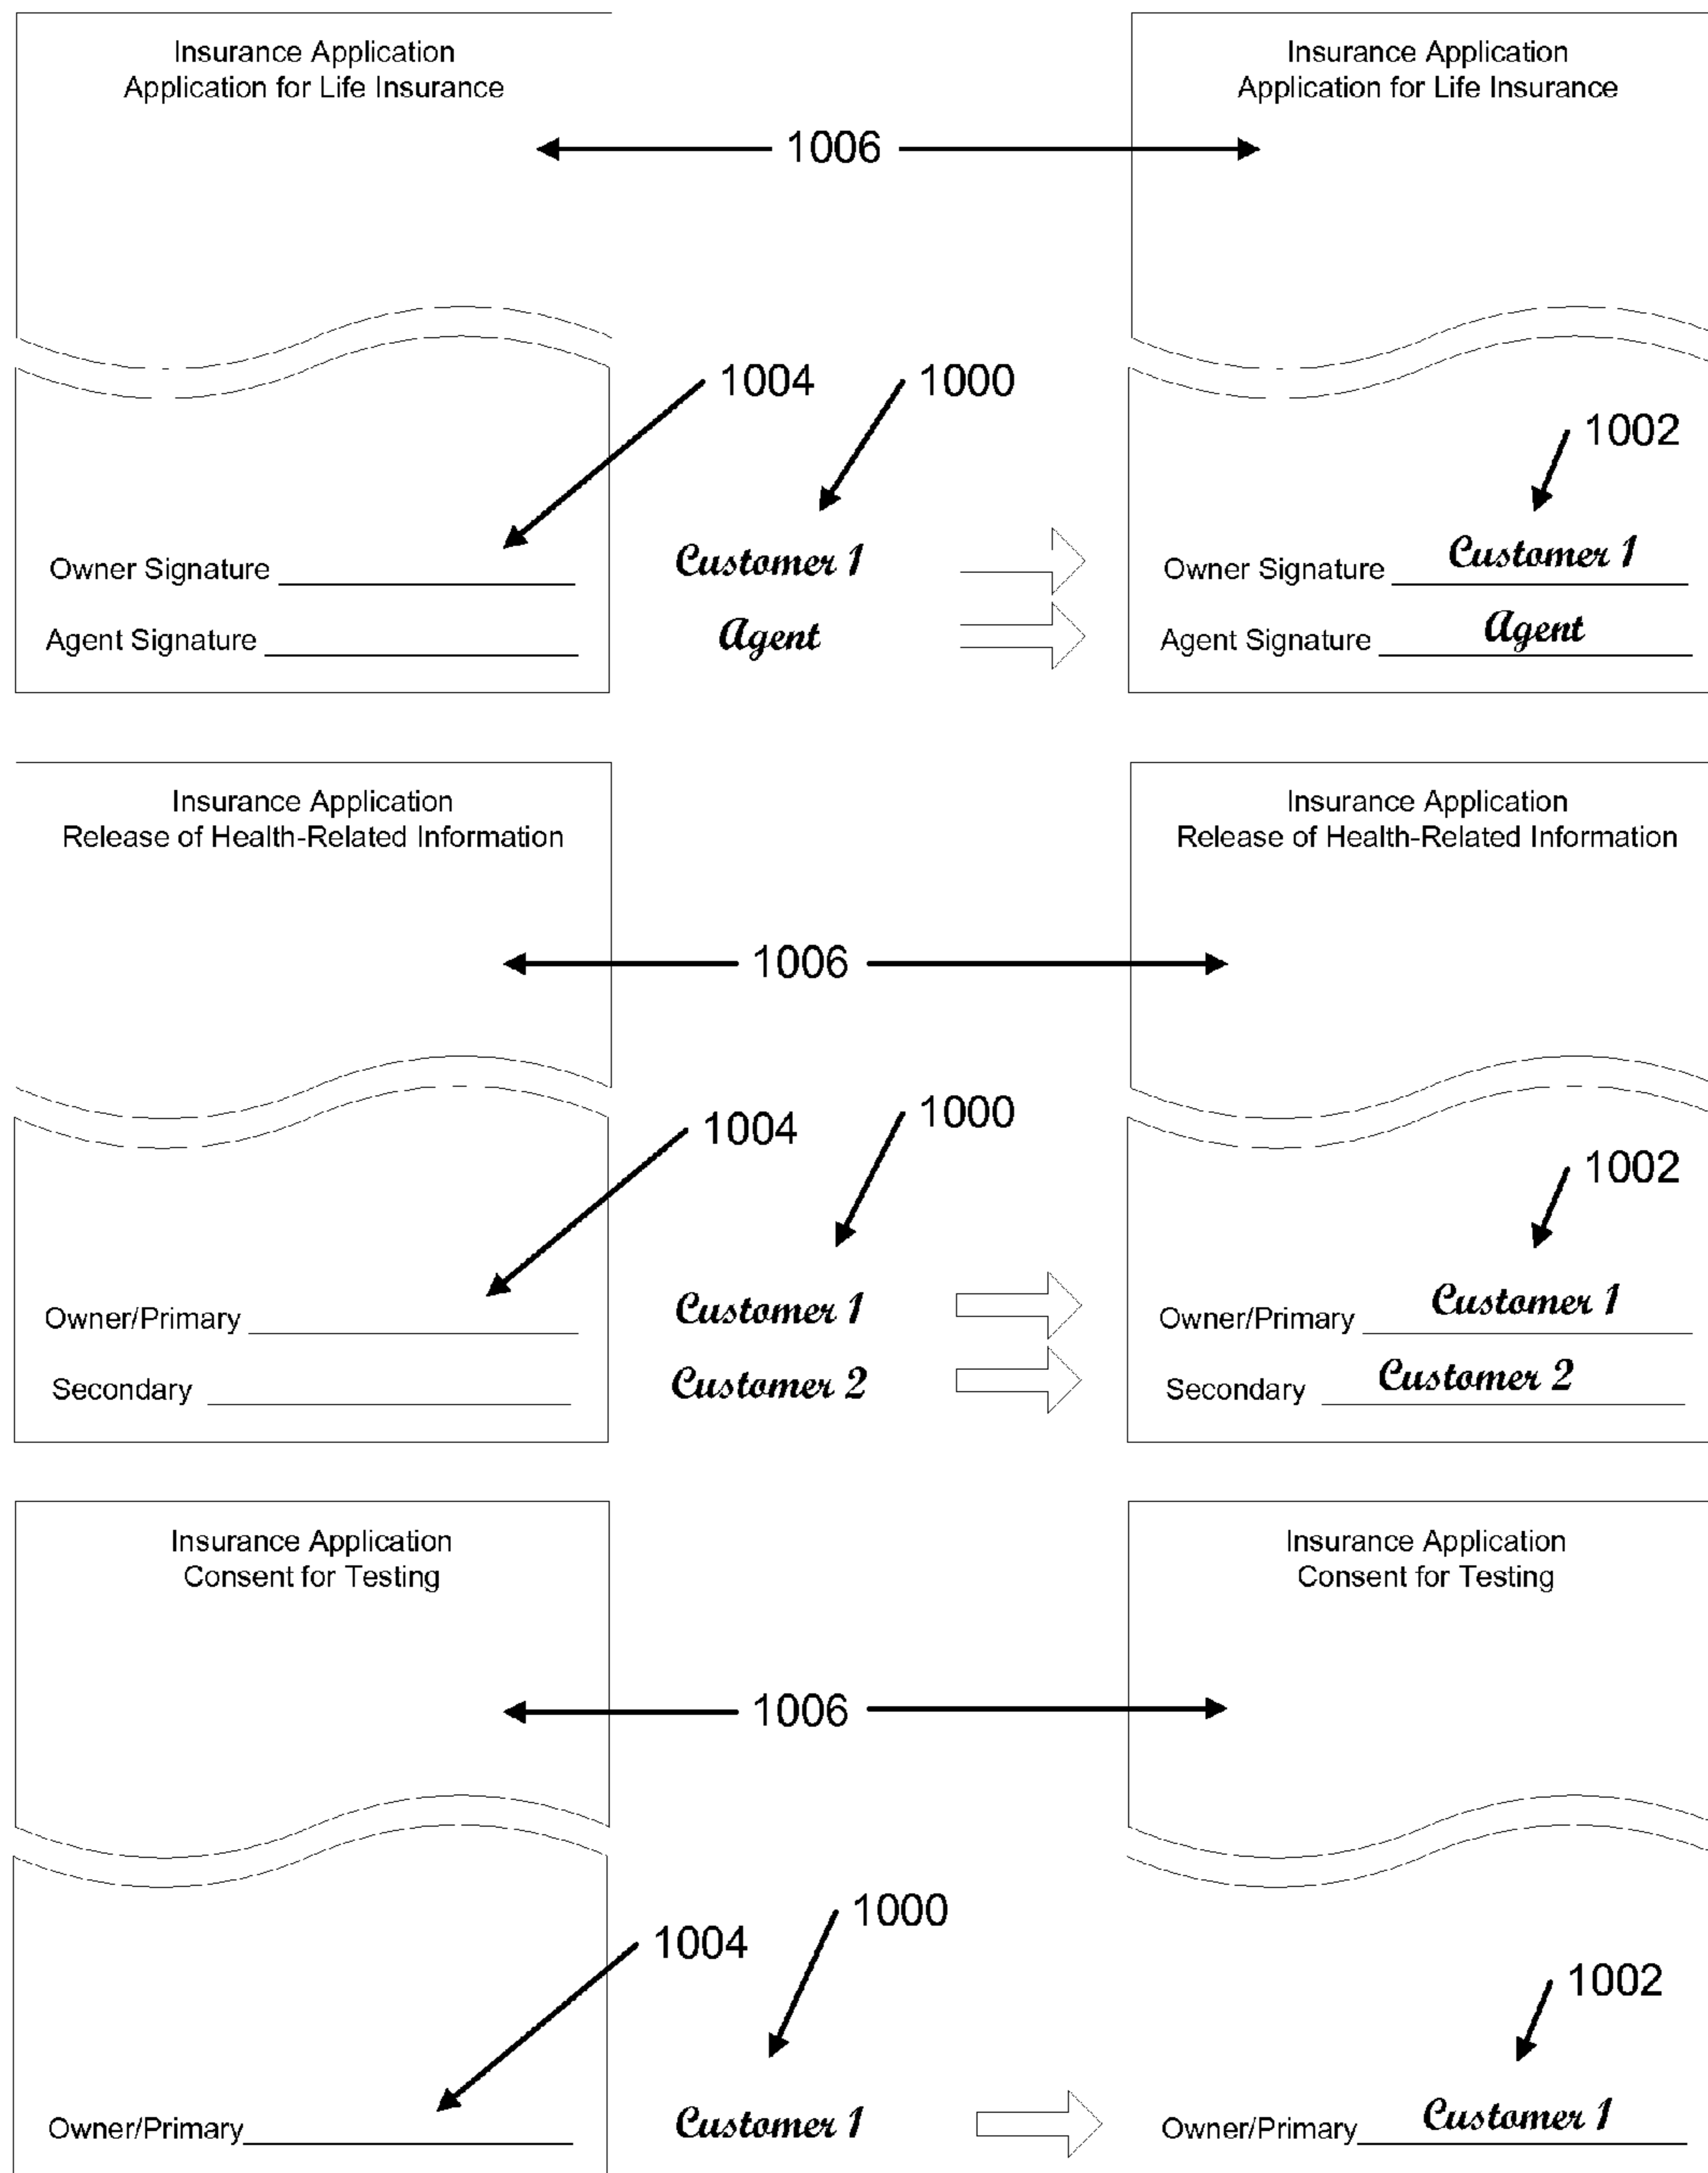 Insurance Application
Application for Life Insurance
Insurance Application
Application for Life Insurance
1006
1004
1000
1002
Owner Signature
Customer 1
Owner Signature Customer 1
Agent Signature
Agent
Agent Signature Agent
Insurance Application
Release of Health-Related Information
Insurance Application
Release of Health-Related Information
1006
1004
1000
1002
Owner/Primary
Customer 1
Owner/Primary Customer 1
Secondary
Customer 2
Secondary Customer 2
Insurance Application
Consent for Testing
Insurance Application
Consent for Testing
1006
1004
1000
1002
Owner/Primary
Customer 1
Owner/Primary Customer 1